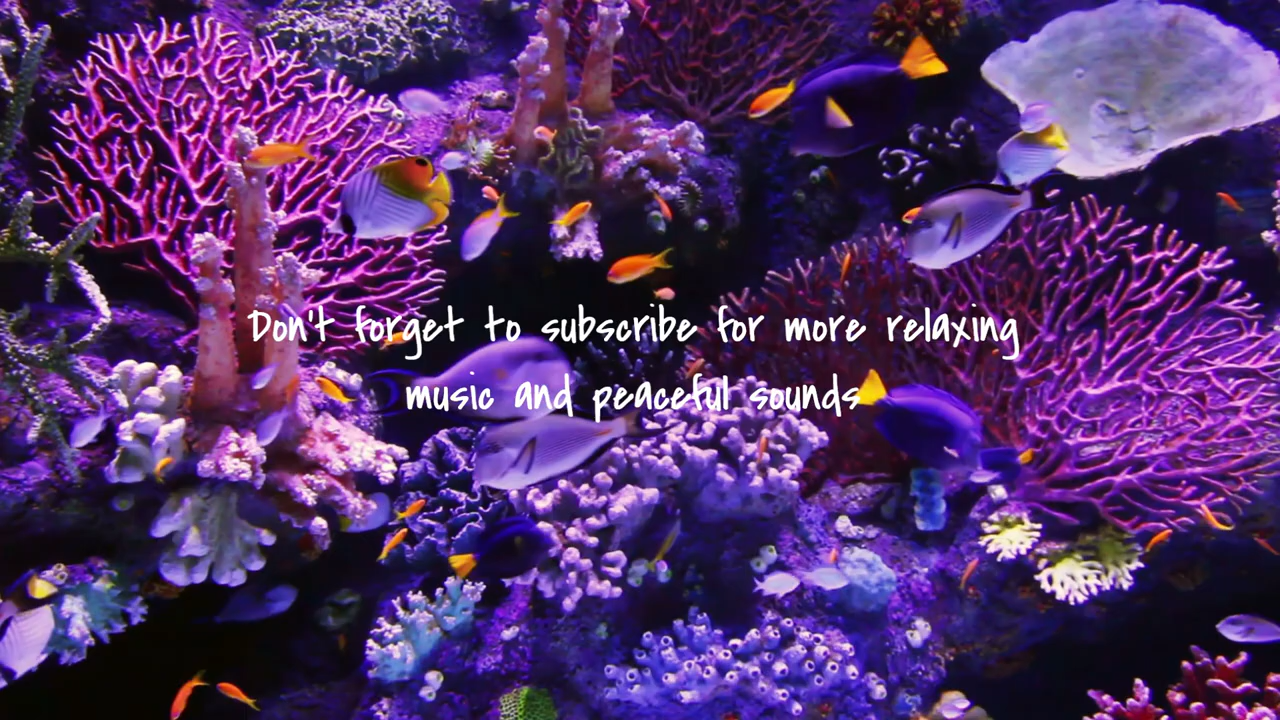 Don't forget to subscribe for more relaxing
music and peaceful sounds